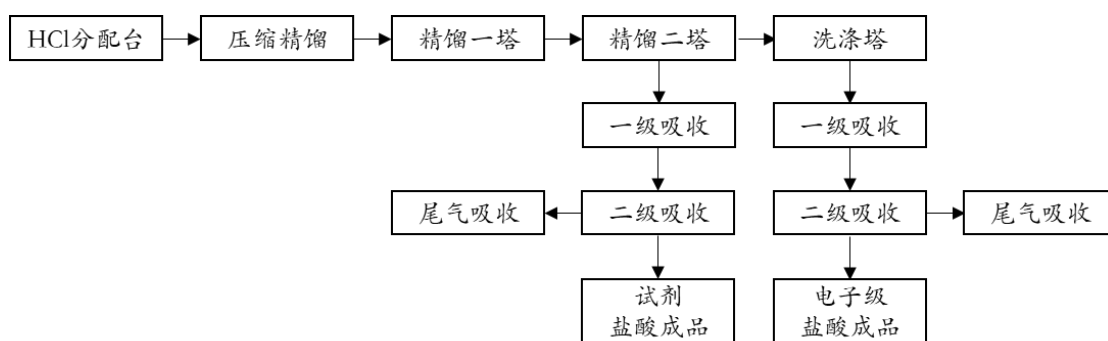 HCl分配台
压缩精馏
精馏一塔
精馏二塔
洗涤塔
一级吸收
一级吸收
尾气吸收
二级吸收
二级吸收
尾气吸收
试剂
盐酸成品
电子级
盐酸成品